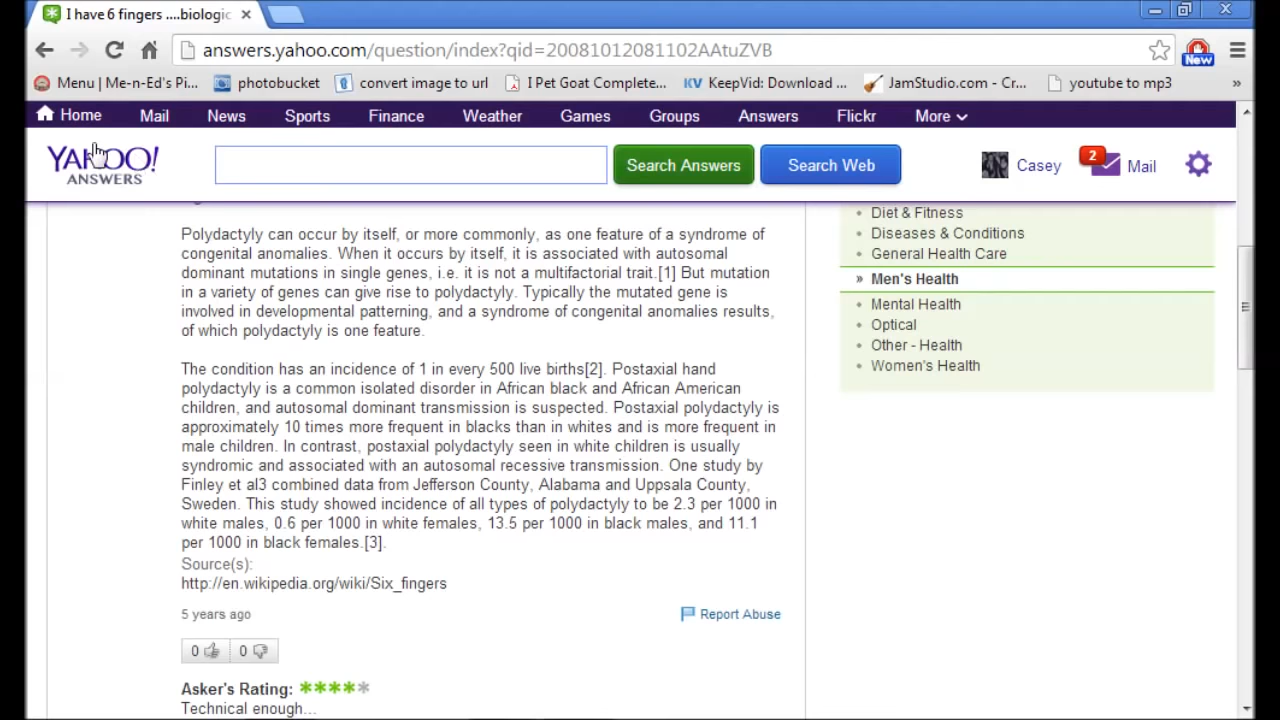 I have 6 fingers ....biologic
answers.yahoo.com/question/index?qid=20081012081102AAtuZVB
New
Menu | Me-n-Ed's Pi... photobucket convert image to url I Pet Goat Complete... KV KeepVid: Download ... JamStudio.com - Cr... youtube to mp3 »
Home Mail News Sports Finance Weather Games Groups Answers Flickr More
YAHOO! ANSWERS
Search Answers Search Web Casey 2 Mail
Polydactyly can occur by itself, or more commonly, as one feature of a syndrome of
congenital anomalies. When it occurs by itself, it is associated with autosomal
dominant mutations in single genes, i.e. it is not a multifactorial trait.[1] But mutation
in a variety of genes can give rise to polydactyly. Typically the mutated gene is
involved in developmental patterning, and a syndrome of congenital anomalies results,
of which polydactyly is one feature.
The condition has an incidence of 1 in every 500 live births[2]. Postaxial hand
polydactyly is a common isolated disorder in African black and African American
children, and autosomal dominant transmission is suspected. Postaxial polydactyly is
approximately 10 times more frequent in blacks than in whites and is more frequent in
male children. In contrast, postaxial polydactyly seen in white children is usually
syndromic and associated with an autosomal recessive transmission. One study by
Finley et al3 combined data from Jefferson County, Alabama and Uppsala County,
Sweden. This study showed incidence of all types of polydactyly to be 2.3 per 1000 in
white males, 0.6 per 1000 in white females, 13.5 per 1000 in black males, and 11.1
per 1000 in black females.[3].
Source(s):
http://en.wikipedia.org/wiki/Six_fingers
5 years ago Report Abuse
0 0
Asker's Rating:
Technical enough...
Diet & Fitness
Diseases & Conditions
General Health Care
» Men's Health
Mental Health
Optical
Other - Health
Women's Health